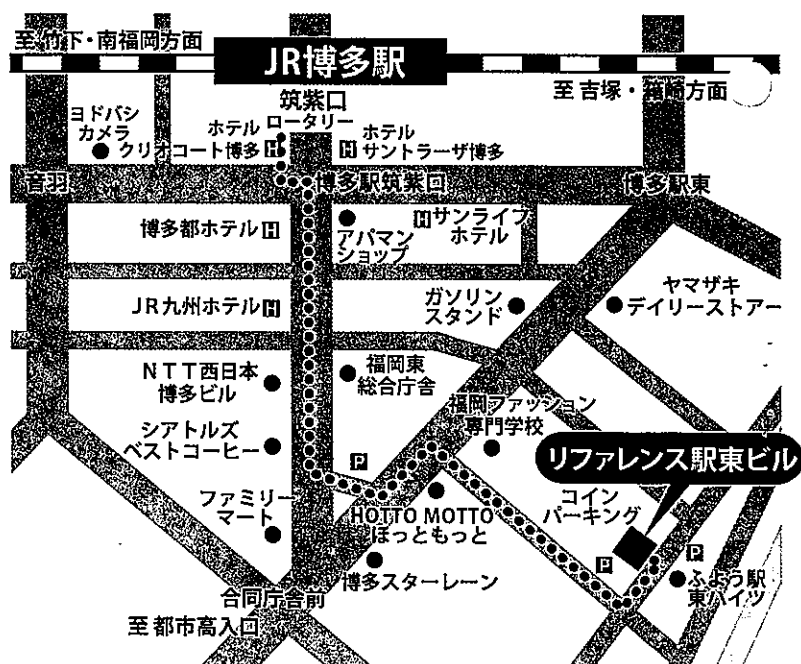 至 竹下・南福岡方面
JR博多駅
至 吉塚・箱崎方面
筑紫口
ロータリー
ヨドバシ
カメラ
ホテル
クリオコート博多 H
H ホテル
サントラーザ博多
音羽
博多駅筑紫口
博多駅東
博多都ホテル H
アパマン
ショップ
H サンライフ
ホテル
JR九州ホテル H
ガソリン
スタンド
ヤマザキ
デイリーストアー
NTT西日本
博多ビル
福岡東
総合庁舎
福岡ファッション
専門学校
シアトルズ
ベストコーヒー
P
リファレンス駅東ビル
ファミリー
マート
HOTTO MOTTO
ほっともっと
コイン
パーキング
P
P
博多スターレーン
ふよう駅
東ハイツ
合同庁舎前
至 都市高入口